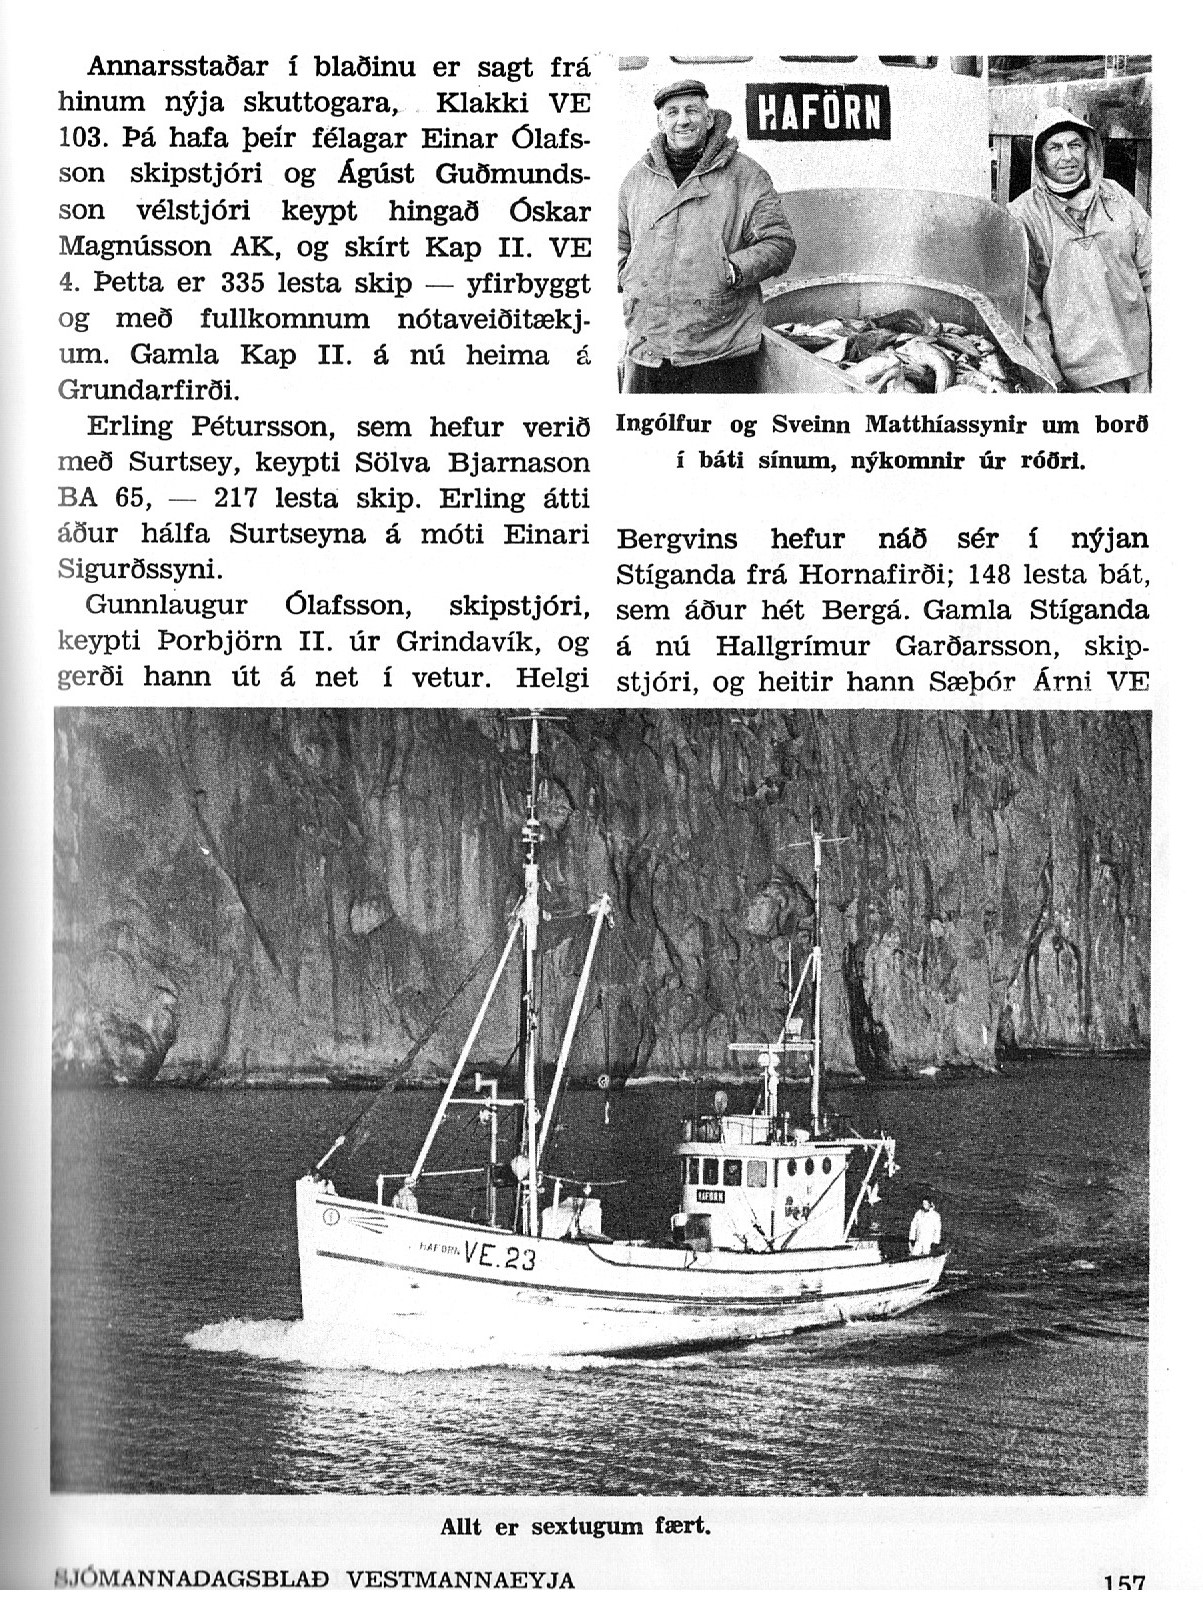 Annarsstaðar í blaðinu er sagt frá
hinum nýja skuttogara, Klakki VE
103. Þá hafa þeír félagar Einar Ólafs-
son skipstjóri og Ágúst Guðmunds-
son vélstjóri keypt hingað Óskar
Magnússon AK, og skírt Kap II. VE
4. Þetta er 335 lesta skip — yfirbyggt
og með fullkomnum nótaveiðitækj-
um. Gamla Kap II. á nú heima á
Grundarfirði.
Erling Pétursson, sem hefur verið
með Surtsey, keypti Sölva Bjarnason
BA 65, — 217 lesta skip. Erling átti
áður hálfa Surtseyna á móti Einari
Sigurðssyni.
Gunnlaugur Ólafsson, skipstjóri,
keypti Þorbjörn II. úr Grindavík, og
gerði hann út á net í vetur. Helgi
HAFÖRN
Ingólfur og Sveinn Matthíassynir um borð
í báti sínum, nýkomnir úr róðri.
Bergvins hefur náð sér í nýjan
Stíganda frá Hornafirði; 148 lesta bát,
sem áður hét Bergá. Gamla Stíganda
á nú Hallgrímur Garðarsson, skip-
stjóri, og heitir hann Sæþór Árni VE
HAFÖRN
HAFÖRN VE.23
Allt er sextugum fært.
SJÓMANNADAGSBLAÐ VESTMANNAEYJA
157